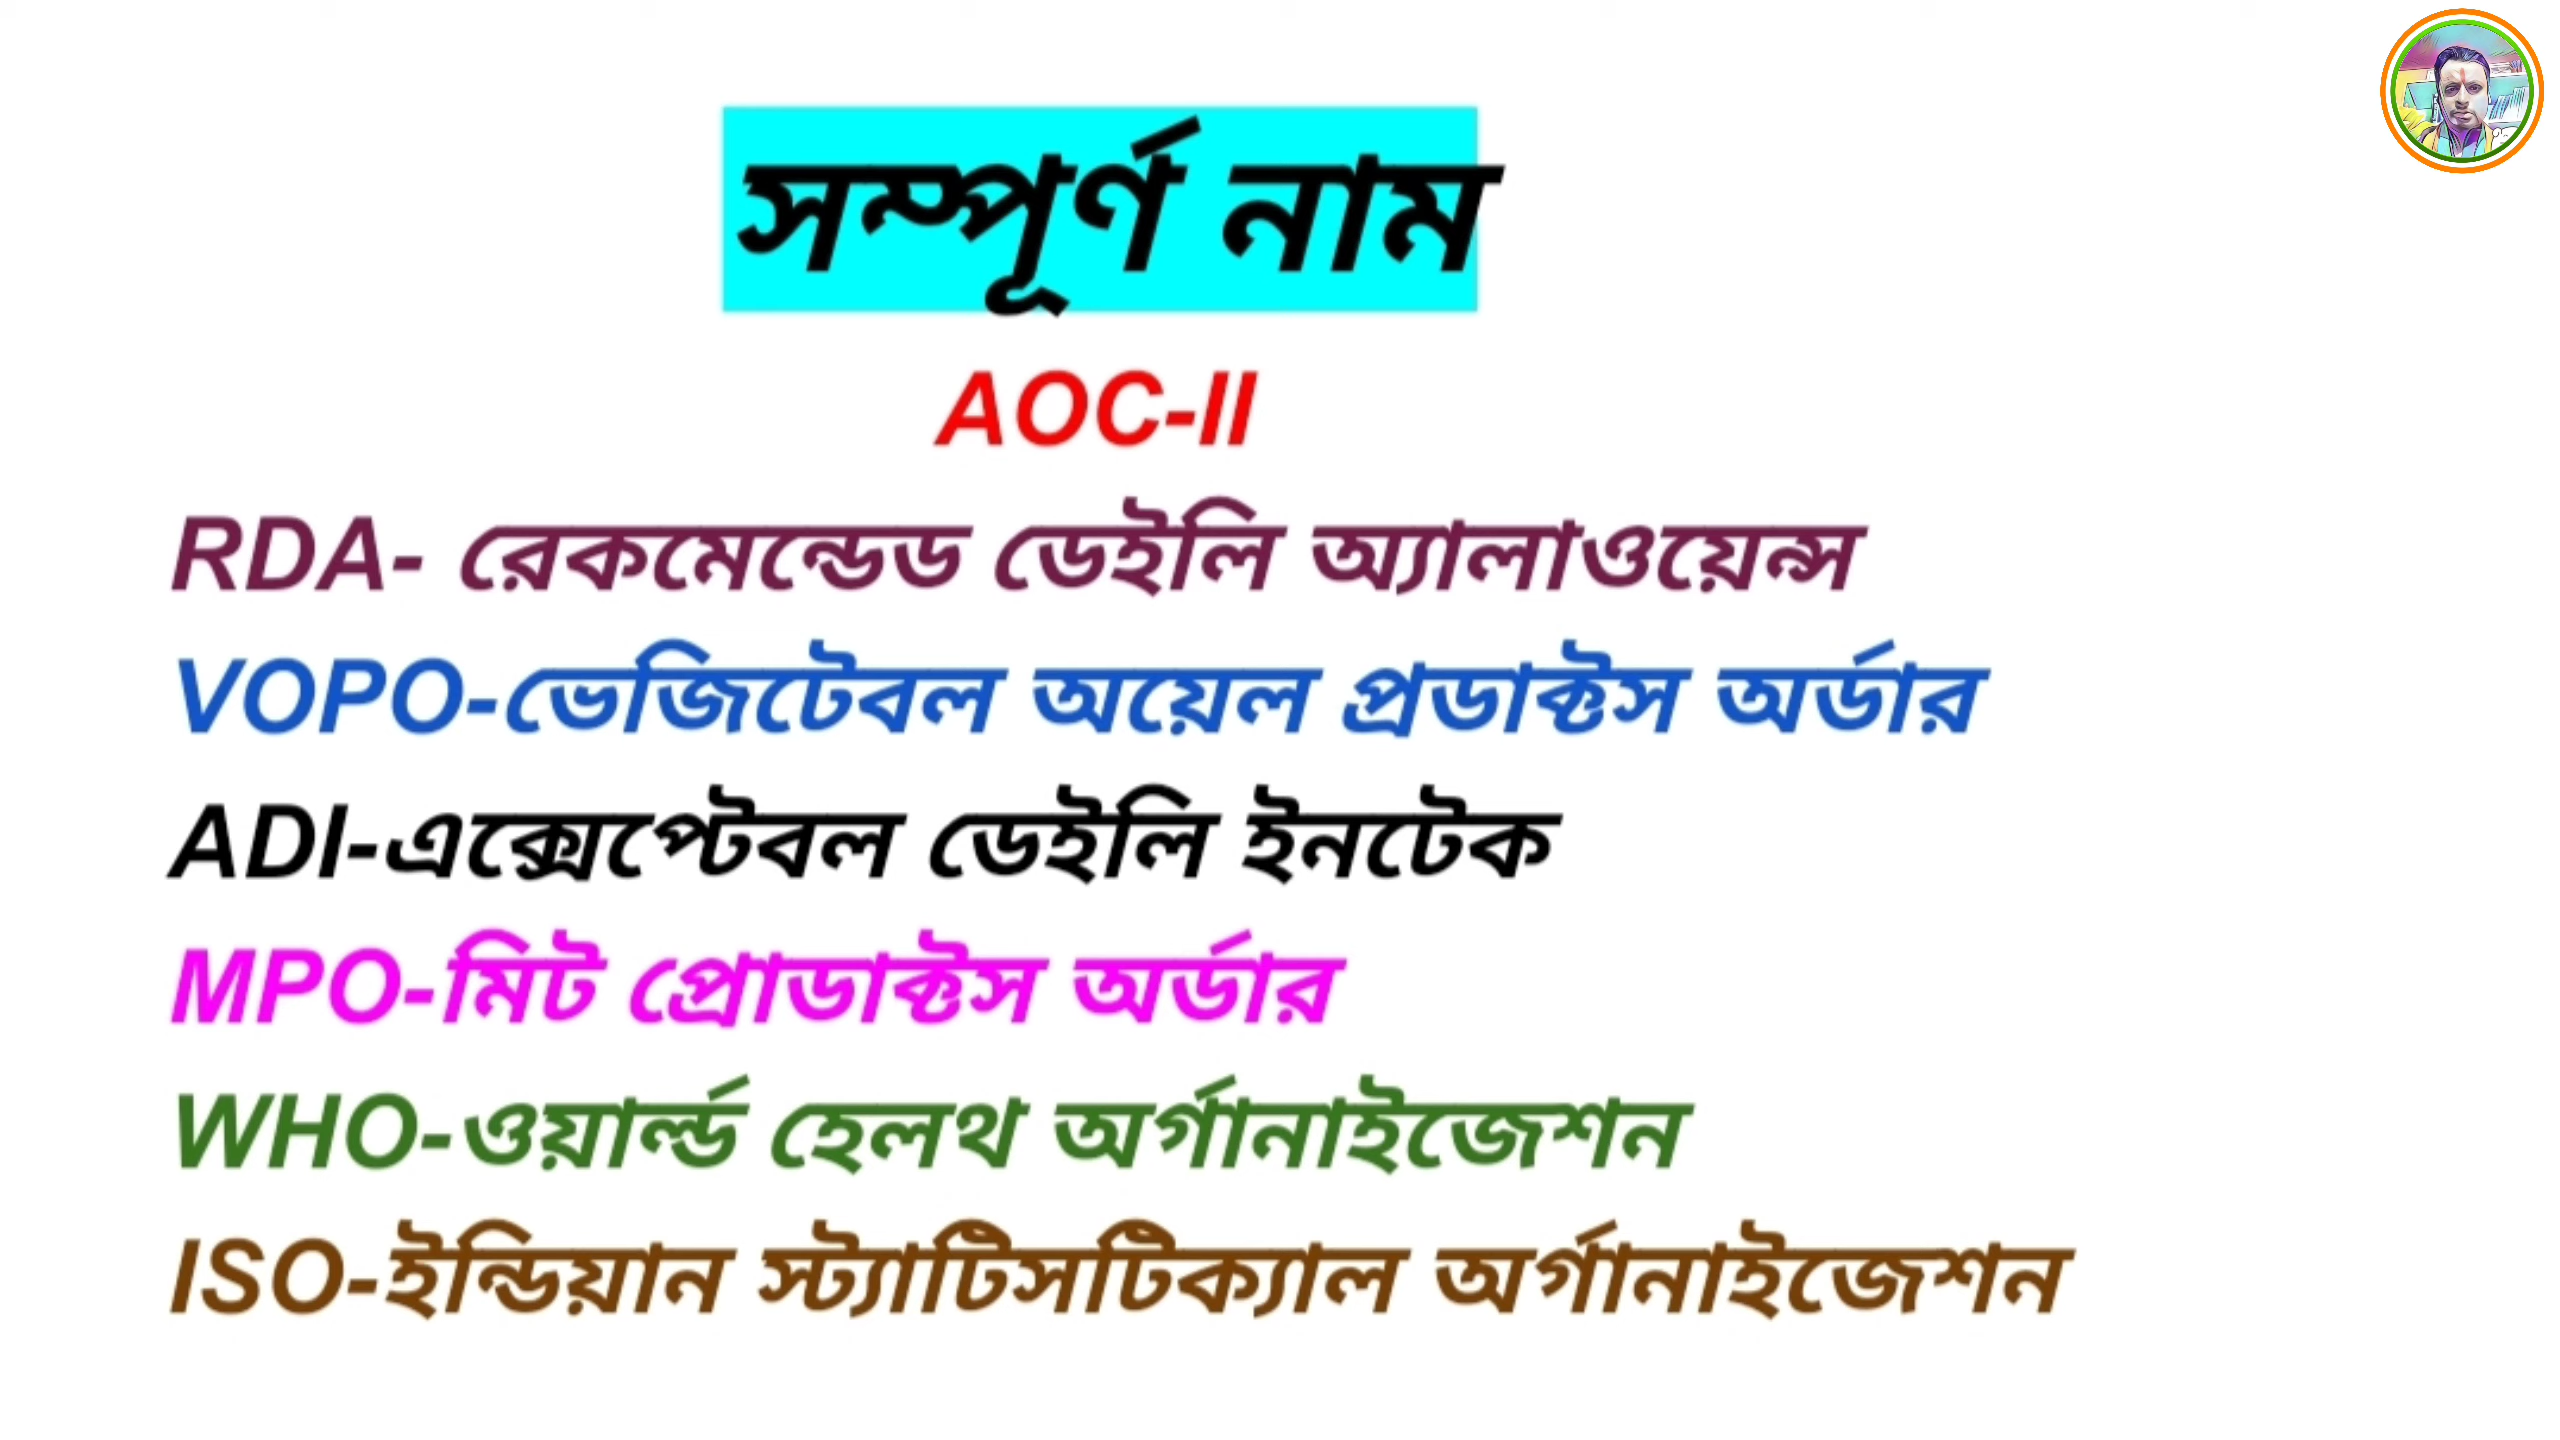 সম্পূর্ণ নাম
AOC-II
RDA- রেকমেন্ডেড ডেইলি অ্যালাওয়েন্স
VOPO-ভেজিটেবল অয়েল প্রডাক্টস অর্ডার
ADI-এক্সেপ্টেবল ডেইলি ইনটেক
MPO-মিট প্রোডাক্টস অর্ডার
WHO-ওয়ার্ল্ড হেলথ অর্গানাইজেশন
ISO-ইন্ডিয়ান স্ট্যাটিসটিক্যাল অর্গানাইজেশন